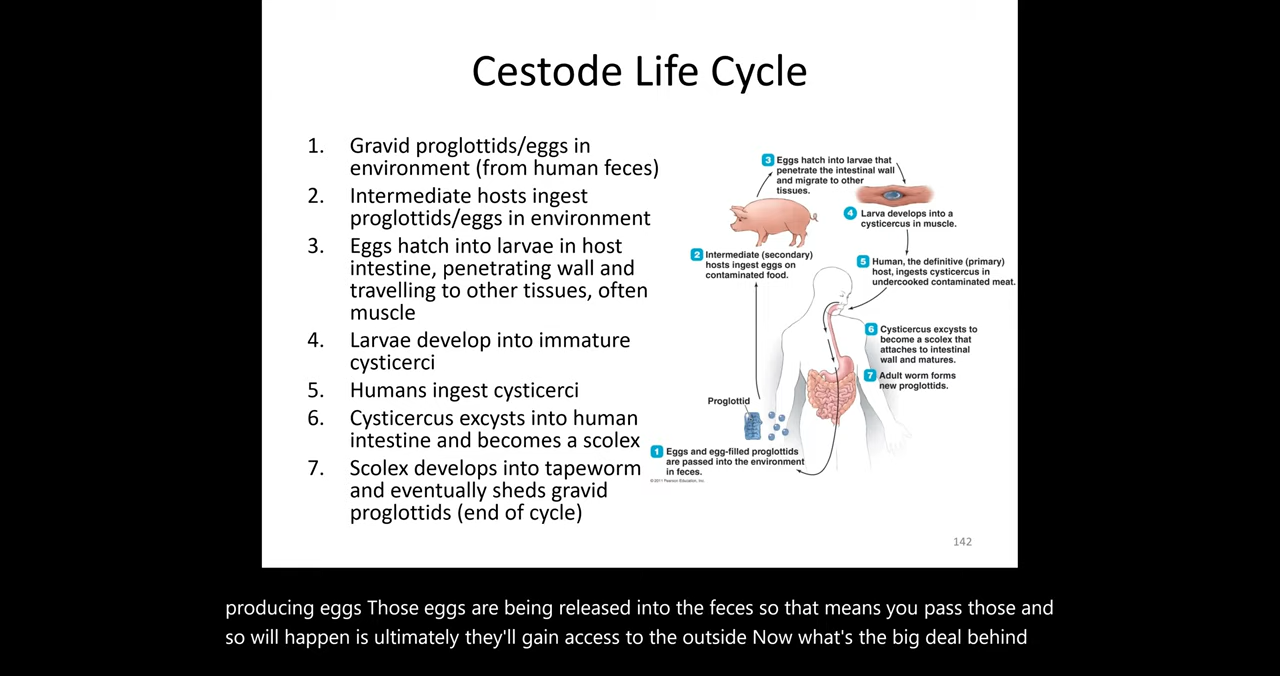 Cestode Life Cycle
1. Gravid proglottids/eggs in
environment (from human feces)
2. Intermediate hosts ingest
proglottids/eggs in environment
3. Eggs hatch into larvae in host
intestine, penetrating wall and
travelling to other tissues, often
muscle
4. Larvae develop into immature
cysticerci
5. Humans ingest cysticerci
6. Cysticercus excysts into human
intestine and becomes a scolex
7. Scolex develops into tapeworm
and eventually sheds gravid
proglottids (end of cycle)
3 Eggs hatch into larvae that
penetrate the intestinal wall
and migrate to other
tissues.
4 Larva develops into a
cysticercus in muscle.
2 Intermediate (secondary)
hosts ingest eggs on
contaminated food.
5 Human, the definitive (primary)
host, ingests cysticercus in
undercooked contaminated meat.
6 Cysticercus excysts to
become a scolex that
attaches to intestinal
wall and matures.
7 Adult worm forms
new proglottids.
Proglottid
1 Eggs and egg-filled proglottids
are passed into the environment
in feces.
© 2011 Pearson Education, Inc.
142
producing eggs Those eggs are being released into the feces so that means you pass those and
so will happen is ultimately they'll gain access to the outside Now what's the big deal behind